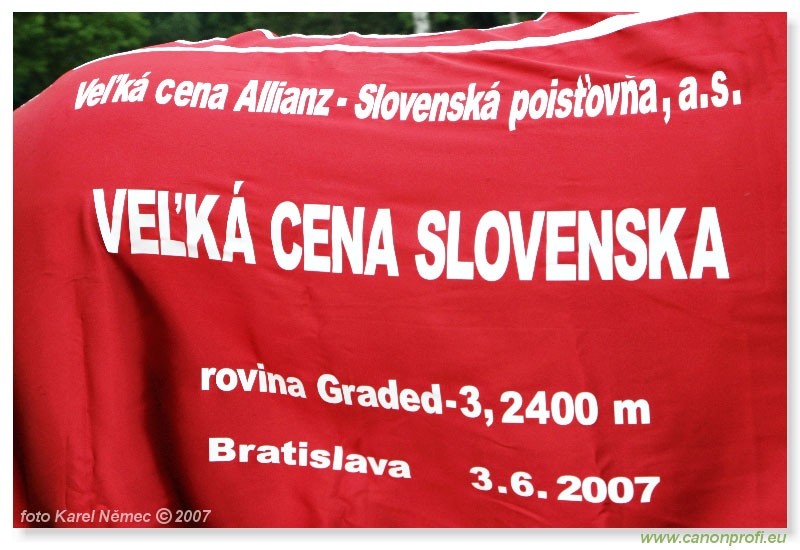 Veľká cena Allianz - Slovenská poisťovňa, a.s.
VEĽKÁ CENA SLOVENSKA
rovina Graded-3, 2400 m
Bratislava 3.6.2007
foto Karel Němec © 2007
www.canonprofi.eu